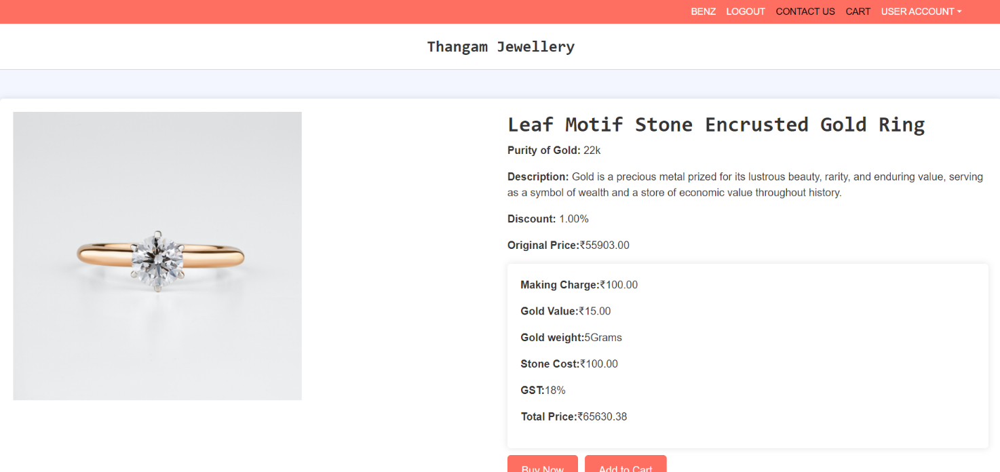 BENZ LOGOUT CONTACT US CART USER ACCOUNT
Thangam Jewellery
Leaf Motif Stone Encrusted Gold Ring
Purity of Gold: 22k
Description: Gold is a precious metal prized for its lustrous beauty, rarity, and enduring value, serving
as a symbol of wealth and a store of economic value throughout history.
Discount: 1.00%
Original Price:₹55903.00
Making Charge:₹100.00
Gold Value:₹15.00
Gold weight:5Grams
Stone Cost:₹100.00
GST:18%
Total Price:₹65630.38
Buy Now Add to Cart